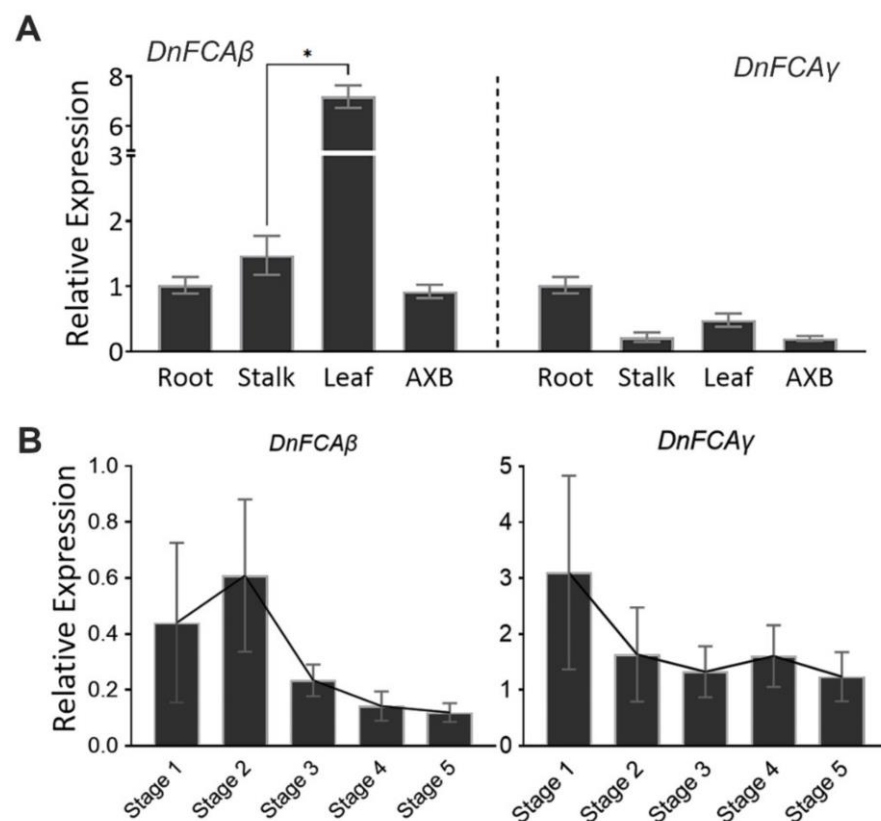 A
DnFCAβ
*
DnFCAγ
Relative Expression
8
6
3
2
1
0
Root Stalk Leaf AXB Root Stalk Leaf AXB
B
DnFCAβ
Relative Expression
1.0
0.8
0.6
0.4
0.2
0.0
Stage 1 Stage 2 Stage 3 Stage 4 Stage 5
DnFCAγ
5
4
3
2
1
0
Stage 1 Stage 2 Stage 3 Stage 4 Stage 5